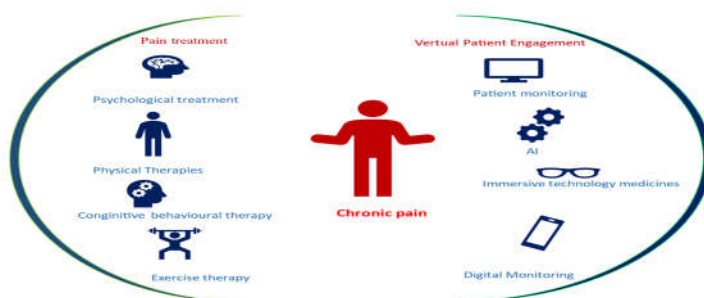 Pain treatment
Psychological treatment
Physical Therapies
Conginitive behavioural therapy
Exercise therapy
Chronic pain
Vertual Patient Engagement
Patient monitoring
AI
Immersive technology medicines
Digital Monitoring